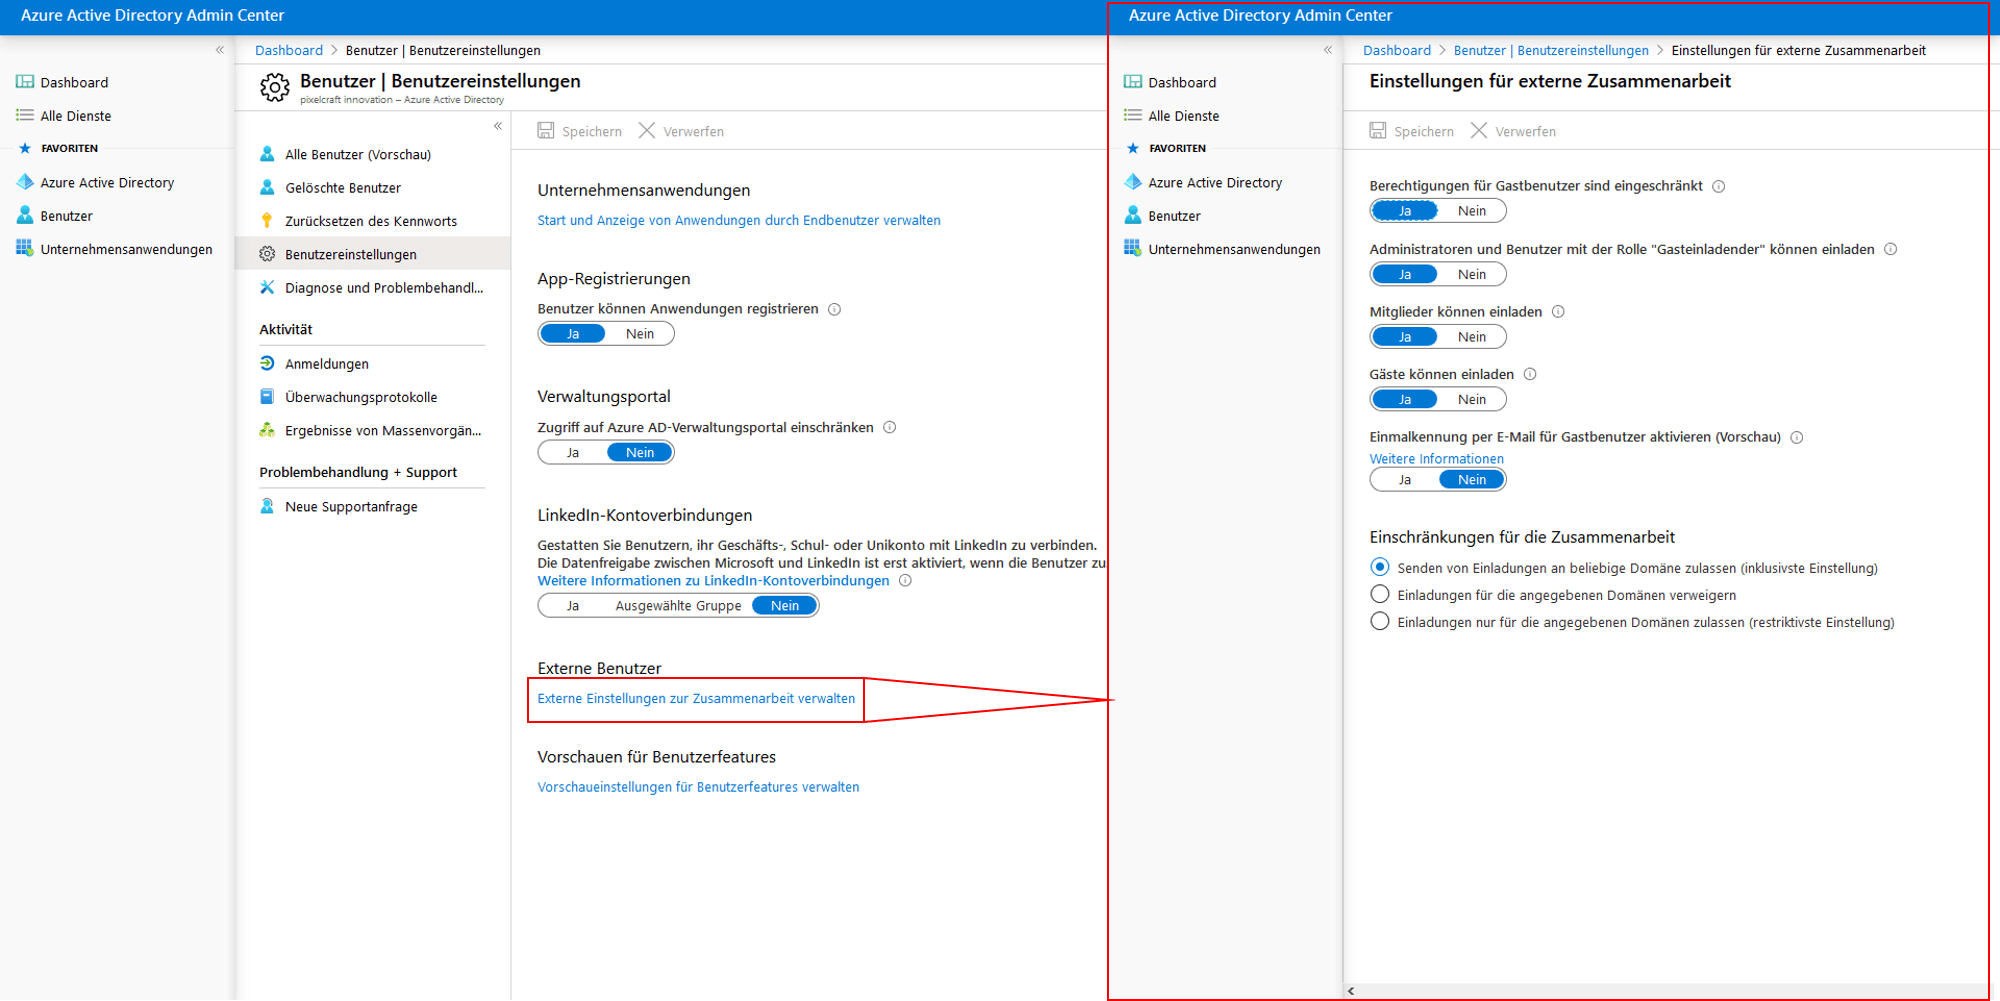 Azure Active Directory Admin Center
Dashboard
Alle Dienste
FAVORITEN
Azure Active Directory
Benutzer
Unternehmensanwendungen
Dashboard > Benutzer | Benutzereinstellungen
Benutzer | Benutzereinstellungen
pixelcraft innovation – Azure Active Directory
Alle Benutzer (Vorschau)
Gelöschte Benutzer
Zurücksetzen des Kennworts
Benutzereinstellungen
Diagnose und Problembehandl...
Aktivität
Anmeldungen
Überwachungsprotokolle
Ergebnisse von Massenvorgän...
Problembehandlung + Support
Neue Supportanfrage
Speichern Verwerfen
Unternehmensanwendungen
Start und Anzeige von Anwendungen durch Endbenutzer verwalten
App-Registrierungen
Benutzer können Anwendungen registrieren
Ja Nein
Verwaltungsportal
Zugriff auf Azure AD-Verwaltungsportal einschränken
Ja Nein
LinkedIn-Kontoverbindungen
Gestatten Sie Benutzern, ihr Geschäfts-, Schul- oder Unikonto mit LinkedIn zu verbinden.
Die Datenfreigabe zwischen Microsoft und LinkedIn ist erst aktiviert, wenn die Benutzer zu
Weitere Informationen zu LinkedIn-Kontoverbindungen
Ja Ausgewählte Gruppe Nein
Externe Benutzer
Externe Einstellungen zur Zusammenarbeit verwalten
Vorschauen für Benutzerfeatures
Vorschaueinstellungen für Benutzerfeatures verwalten
Azure Active Directory Admin Center
Dashboard
Alle Dienste
FAVORITEN
Azure Active Directory
Benutzer
Unternehmensanwendungen
Dashboard > Benutzer | Benutzereinstellungen > Einstellungen für externe Zusammenarbeit
Einstellungen für externe Zusammenarbeit
Speichern Verwerfen
Berechtigungen für Gastbenutzer sind eingeschränkt
Ja Nein
Administratoren und Benutzer mit der Rolle "Gasteinladender" können einladen
Ja Nein
Mitglieder können einladen
Ja Nein
Gäste können einladen
Ja Nein
Einmalkennung per E-Mail für Gastbenutzer aktivieren (Vorschau)
Weitere Informationen
Ja Nein
Einschränkungen für die Zusammenarbeit
Senden von Einladungen an beliebige Domäne zulassen (inklusivste Einstellung)
Einladungen für die angegebenen Domänen verweigern
Einladungen nur für die angegebenen Domänen zulassen (restriktivste Einstellung)